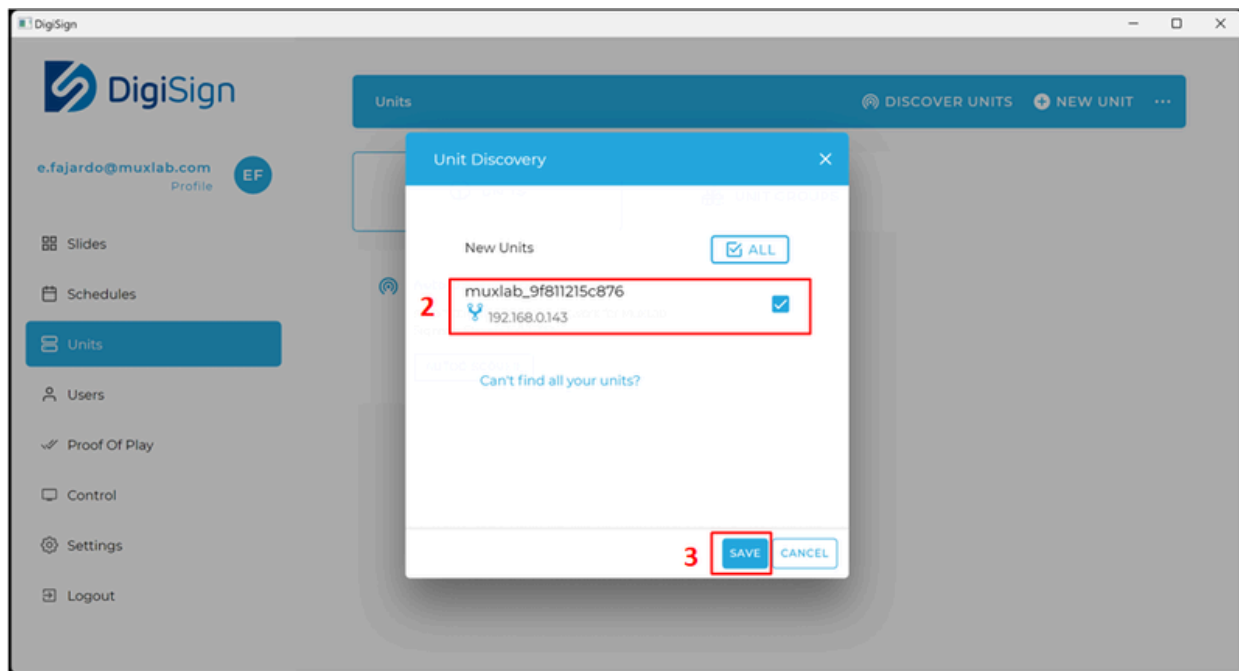 DigiSign
DigiSign
Units
DISCOVER UNITS
NEW UNIT
e.fajardo@muxlab.com
Profile
EF
Slides
Schedules
Units
Users
Proof Of Play
Control
Settings
Logout
Unit Discovery
New Units
ALL
2
muxlab_9f811215c876
192.168.0.143
Can't find all your units?
3
SAVE
CANCEL